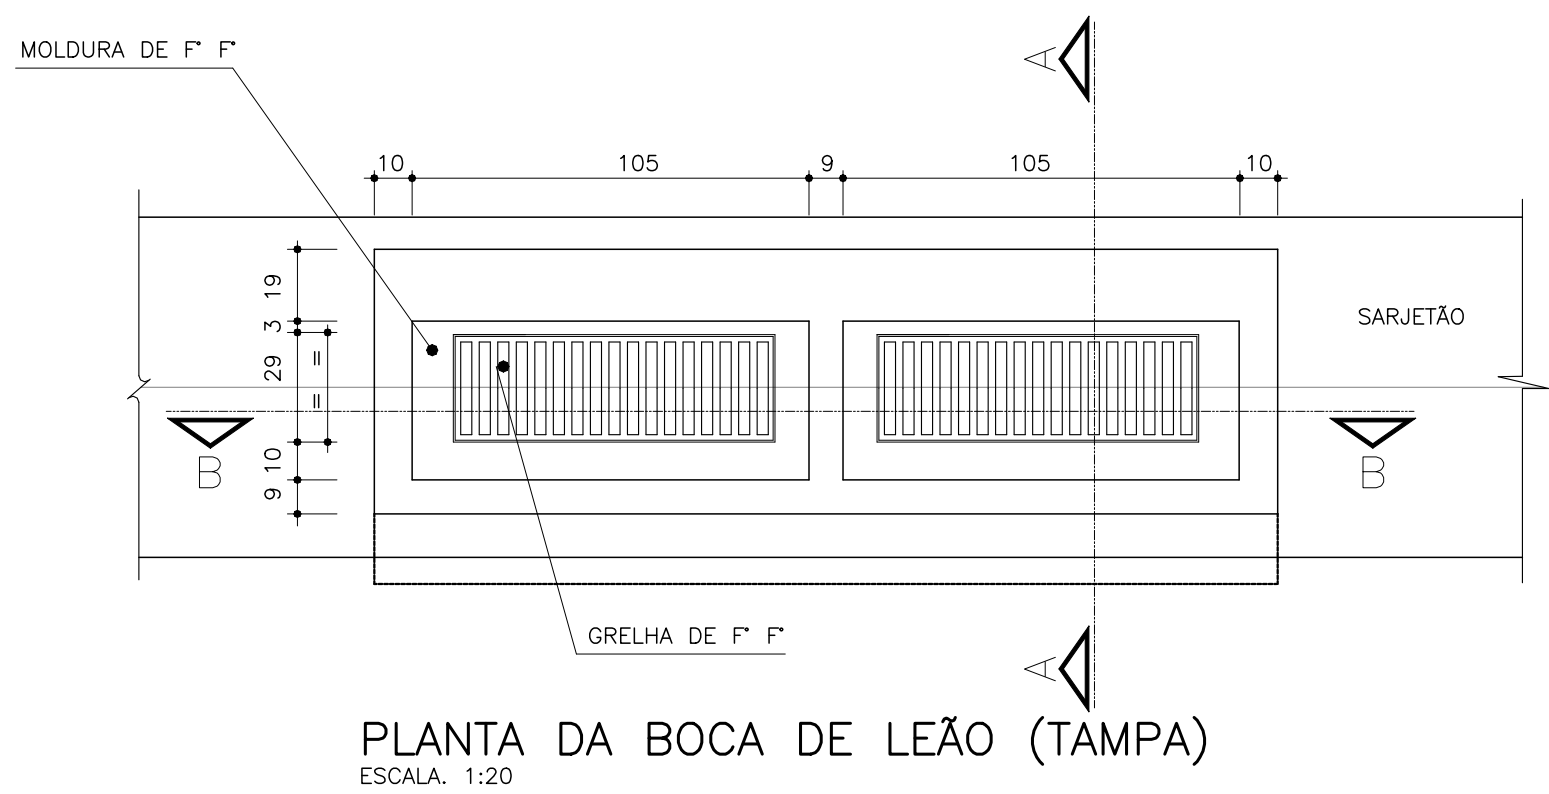 MOLDURA DE F° F°
A
10 105 9 105 10
19
3
29
=
=
10
9
SARJETÃO
B
B
GRELHA DE F° F°
A
PLANTA DA BOCA DE LEÃO (TAMPA)
ESCALA. 1:20